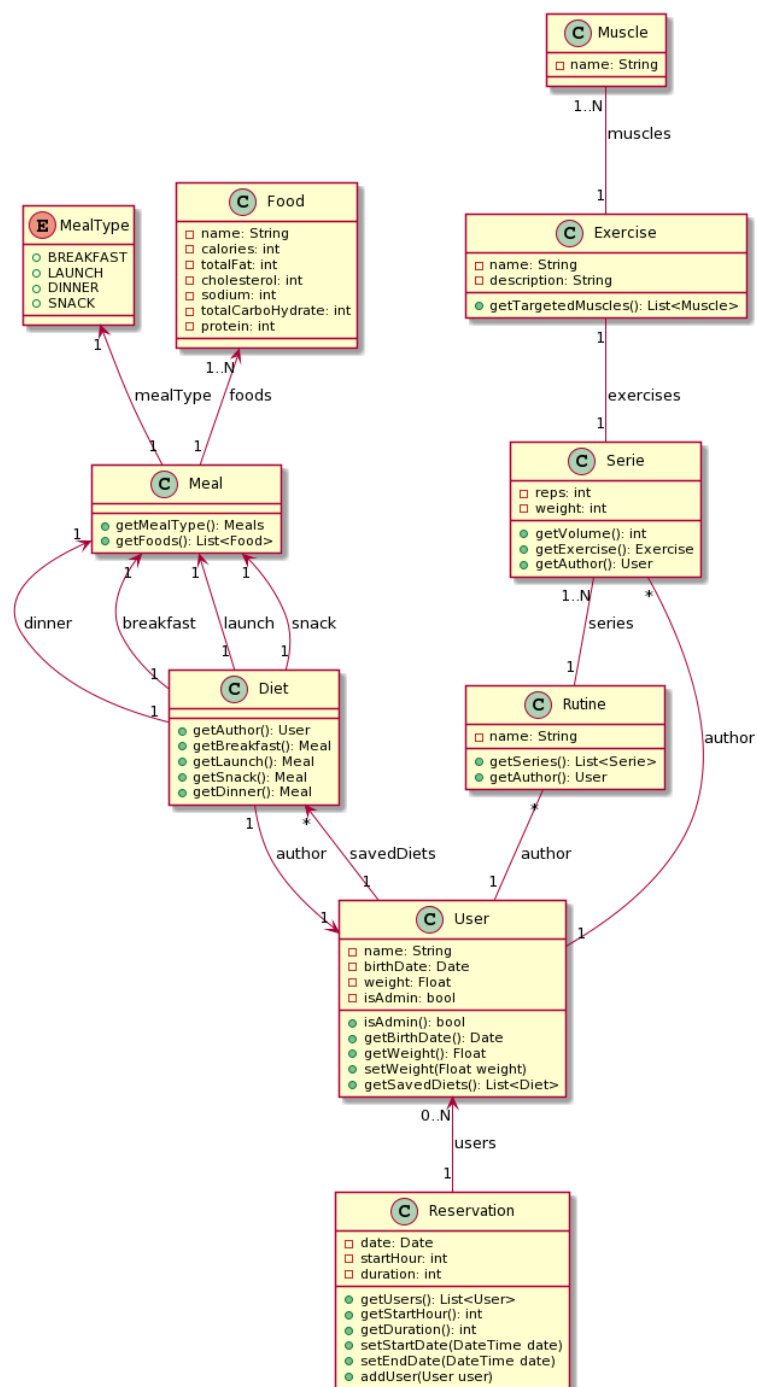 C Muscle
name: String
1..N
muscles
1
C Exercise
name: String
description: String
getTargetedMuscles(): List<Muscle>
1
exercises
1
E MealType
BREAKFAST
LAUNCH
DINNER
SNACK
1
mealType
1
C Food
name: String
calories: int
totalFat: int
cholesterol: int
sodium: int
totalCarboHydrate: int
protein: int
1..N
foods
1
C Meal
getMealType(): Meals
getFoods(): List<Food>
1
dinner
1
1
breakfast
1
1
launch
1
1
snack
1
C Serie
reps: int
weight: int
getVolume(): int
getExercise(): Exercise
getAuthor(): User
1..N
series
1
*
author
1
C Diet
getAuthor(): User
getBreakfast(): Meal
getLaunch(): Meal
getSnack(): Meal
getDinner(): Meal
1
author
1
*
savedDiets
1
C Rutine
name: String
getSeries(): List<Serie>
getAuthor(): User
*
author
1
C User
name: String
birthDate: Date
weight: Float
isAdmin: bool
isAdmin(): bool
getBirthDate(): Date
getWeight(): Float
setWeight(Float weight)
getSavedDiets(): List<Diet>
0..N
users
1
C Reservation
date: Date
startHour: int
duration: int
getUsers(): List<User>
getStartHour(): int
getDuration(): int
setStartDate(DateTime date)
setEndDate(DateTime date)
addUser(User user)